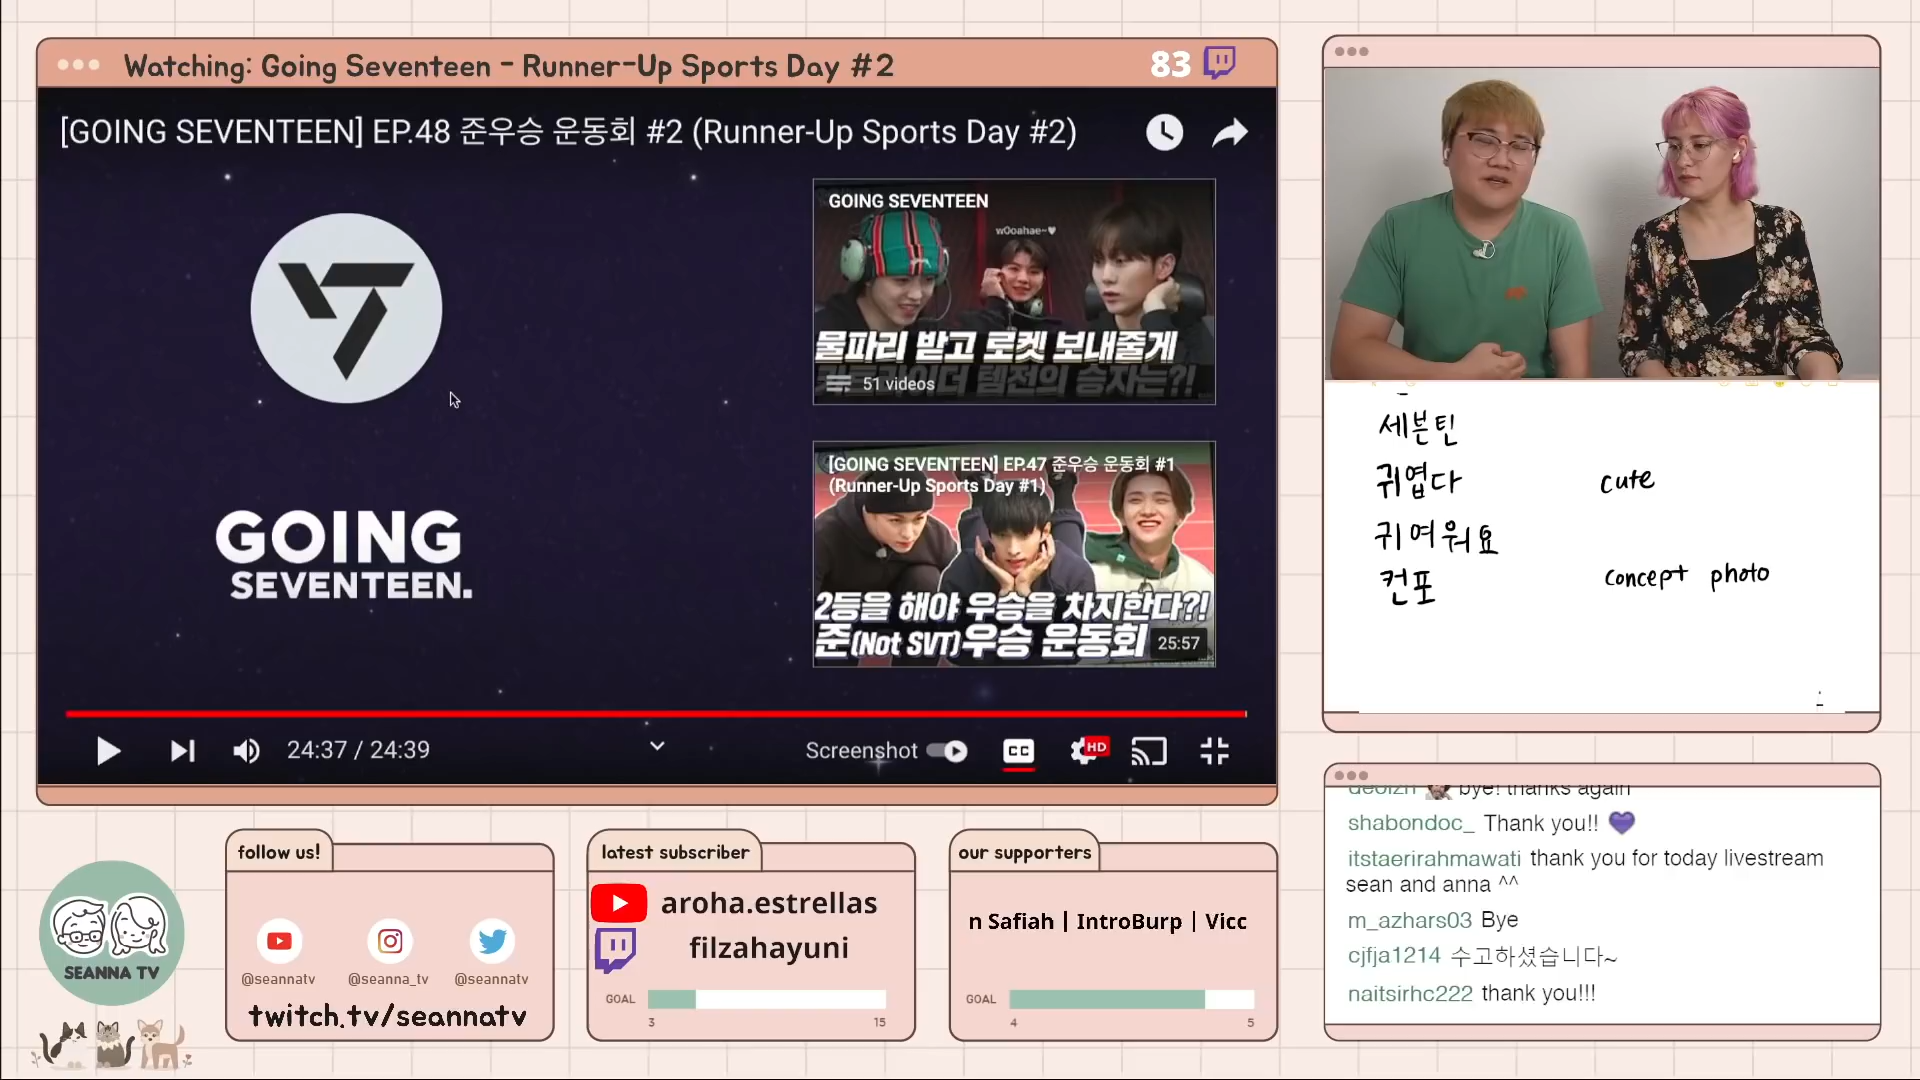 Watching: Going Seventeen - Runner-Up Sports Day #2
83
[GOING SEVENTEEN] EP.48 준우승 운동회 #2 (Runner-Up Sports Day #2)
GOING SEVENTEEN
w0oahae~♥
물파리 받고 로켓 보내줄게
51 videos
[GOING SEVENTEEN] EP.47 준우승 운동회 #1
(Runner-Up Sports Day #1)
2등을 해야 우승을 차지한다?!
준(Not SVT)우승 운동회
25:57
GOING
SEVENTEEN.
24:37 / 24:39
Screenshot
CC
HD
세븐틴
귀엽다 cute
귀여워요
컨포 concept photo
deolzh bye! thanks again
shabondoc_ Thank you!! 💜
itstaerirahmawati thank you for today livestream
sean and anna ^^
m_azhars03 Bye
cjfja1214 수고하셨습니다~
naitsirhc222 thank you!!!
SEANNA TV
follow us!
@seannatv @seanna_tv @seannatv
twitch.tv/seannatv
latest subscriber
aroha.estrellas
filzahayuni
GOAL
3 15
our supporters
n Safiah | IntroBurp | Vicc
GOAL
4 5